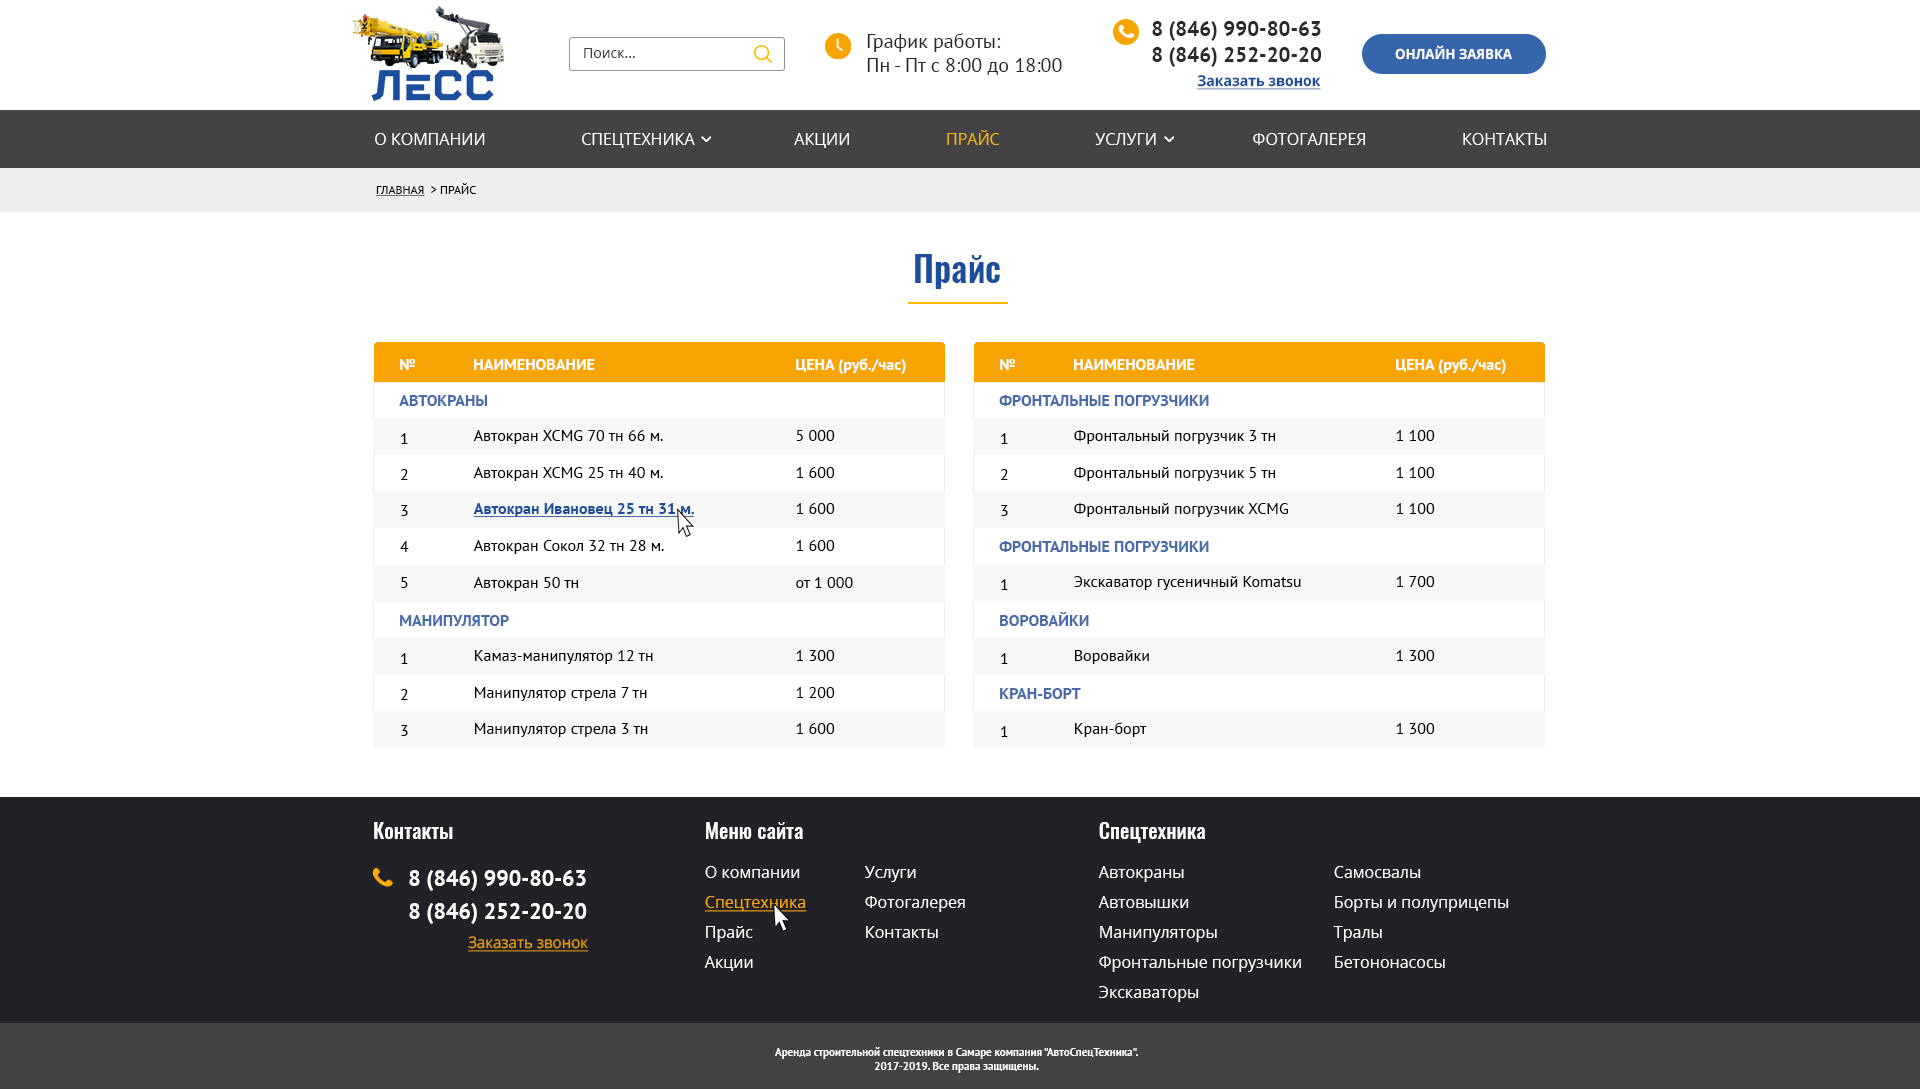 ЛЕСС
Поиск...
График работы:
Пн - Пт с 8:00 до 18:00
8 (846) 990-80-63
8 (846) 252-20-20
Заказать звонок
ОНЛАЙН ЗАЯВКА
О КОМПАНИИ
СПЕЦТЕХНИКА
АКЦИИ
ПРАЙС
УСЛУГИ
ФОТОГАЛЕРЕЯ
КОНТАКТЫ
ГЛАВНАЯ > ПРАЙС
Прайс
№ НАИМЕНОВАНИЕ ЦЕНА (руб./час)
АВТОКРАНЫ
1 Автокран XCMG 70 тн 66 м. 5 000
2 Автокран XCMG 25 тн 40 м. 1 600
3 Автокран Ивановец 25 тн 31 м. 1 600
4 Автокран Сокол 32 тн 28 м. 1 600
5 Автокран 50 тн от 1 000
МАНИПУЛЯТОР
1 Камаз-манипулятор 12 тн 1 300
2 Манипулятор стрела 7 тн 1 200
3 Манипулятор стрела 3 тн 1 600
№ НАИМЕНОВАНИЕ ЦЕНА (руб./час)
ФРОНТАЛЬНЫЕ ПОГРУЗЧИКИ
1 Фронтальный погрузчик 3 тн 1 100
2 Фронтальный погрузчик 5 тн 1 100
3 Фронтальный погрузчик XCMG 1 100
ФРОНТАЛЬНЫЕ ПОГРУЗЧИКИ
1 Экскаватор гусеничный Komatsu 1 700
ВОРОВАЙКИ
1 Воровайки 1 300
КРАН-БОРТ
1 Кран-борт 1 300
Контакты
8 (846) 990-80-63
8 (846) 252-20-20
Заказать звонок
Меню сайта
О компании
Спецтехника
Прайс
Акции
Услуги
Фотогалерея
Контакты
Спецтехника
Автокраны
Автовышки
Манипуляторы
Фронтальные погрузчики
Экскаваторы
Самосвалы
Борты и полуприцепы
Тралы
Бетононасосы
Аренда строительной спецтехники в Самаре компания "АвтоСпецТехника".
2017-2019. Все права защищены.